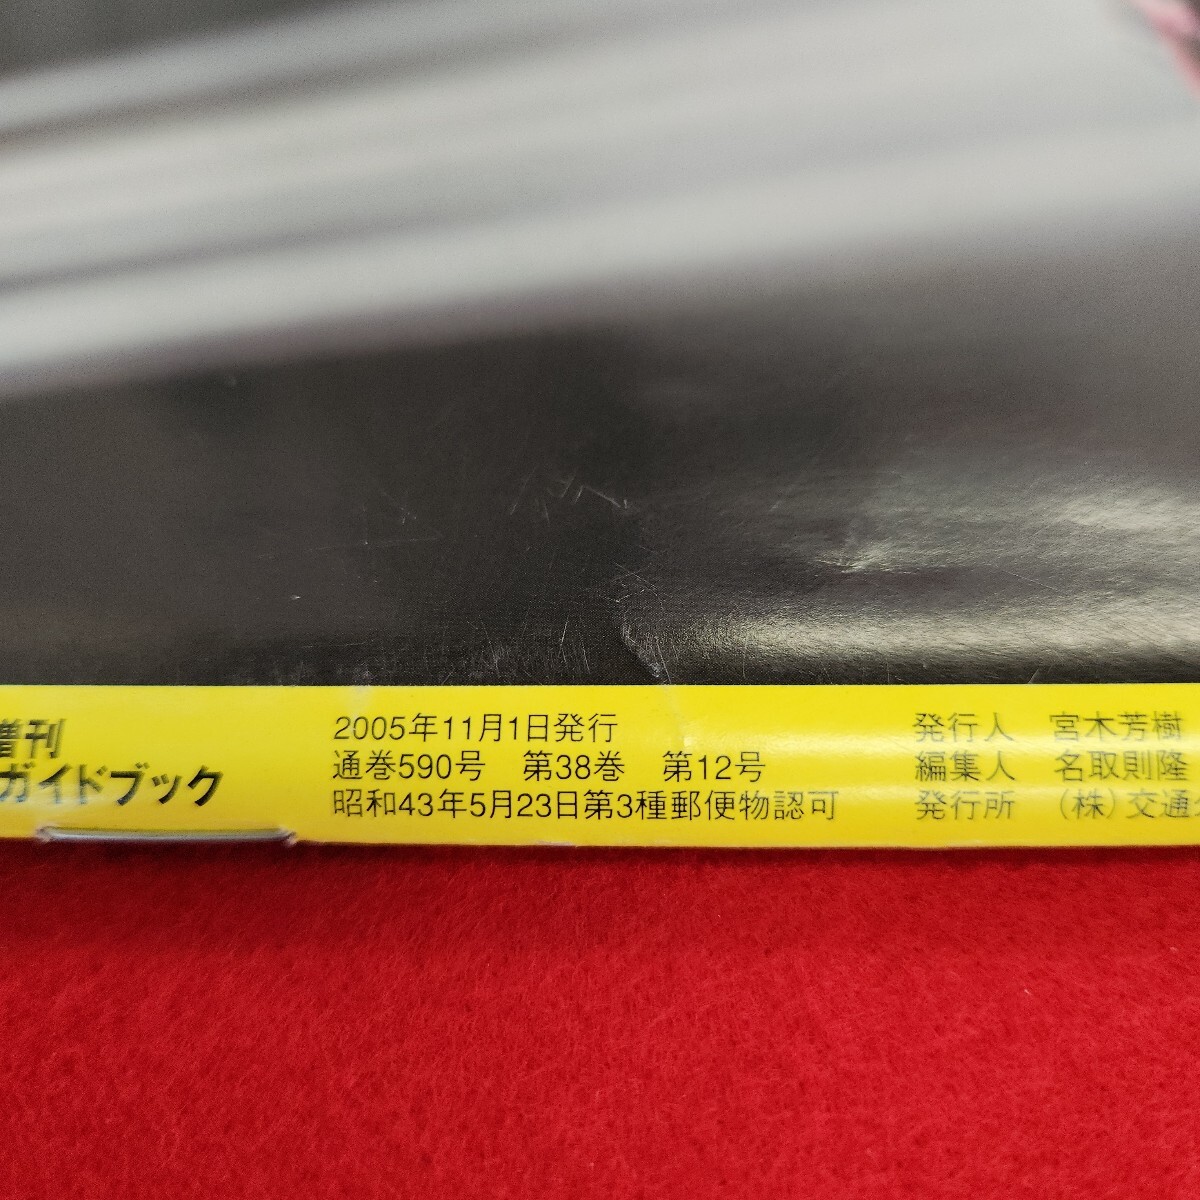 増刊
ガイドブック
2005年11月1日発行
通巻590号　第38巻　第12号
昭和43年5月23日第3種郵便物認可
発行人　宮木芳樹
編集人　名取則隆
発行所　（株）交通